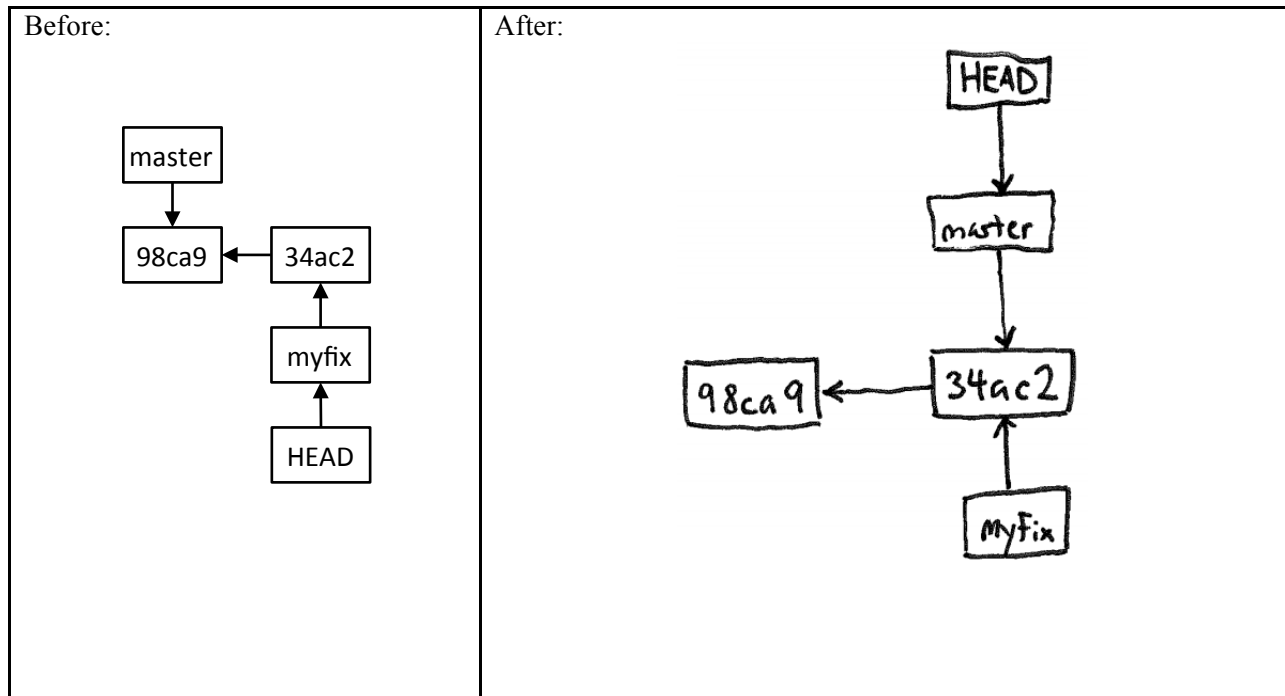 Before:
master
98ca9
34ac2
myfix
HEAD
After:
HEAD
master
98ca9
34ac2
myfix